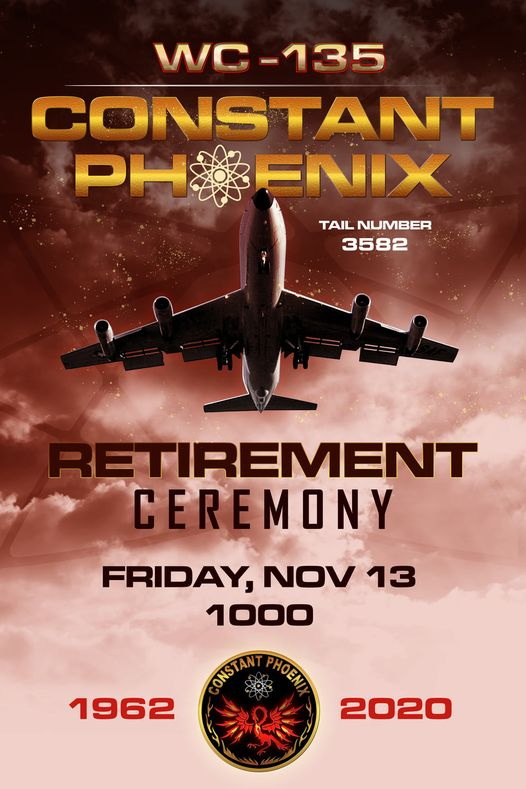 WC-135
CONSTANT
PHOENIX
TAIL NUMBER
3582
RETIREMENT
CEREMONY
FRIDAY, NOV 13
1000
CONSTANT PHOENIX
1962
2020